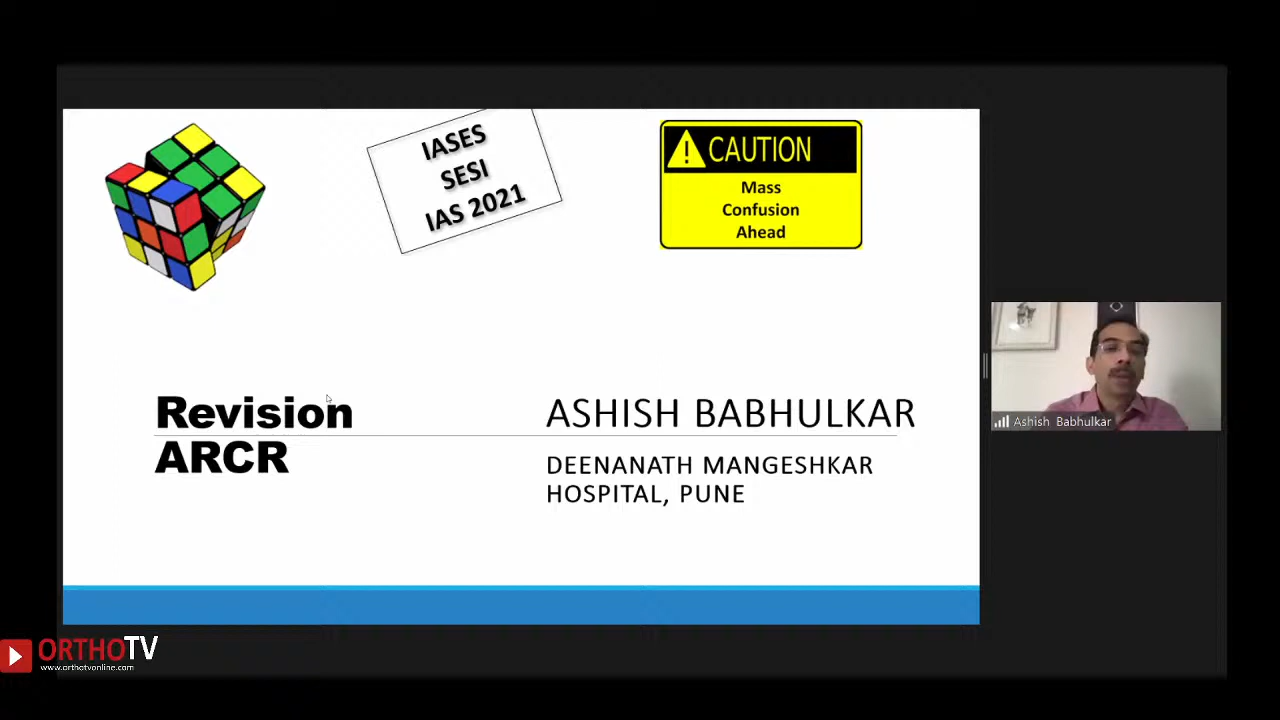 IASES
SESI
IAS 2021
! CAUTION
Mass
Confusion
Ahead
Revision
ARCR
ASHISH BABHULKAR
DEENANATH MANGESHKAR
HOSPITAL, PUNE
Ashish Babhulkar
ORTHOTV
www.orthotvonline.com